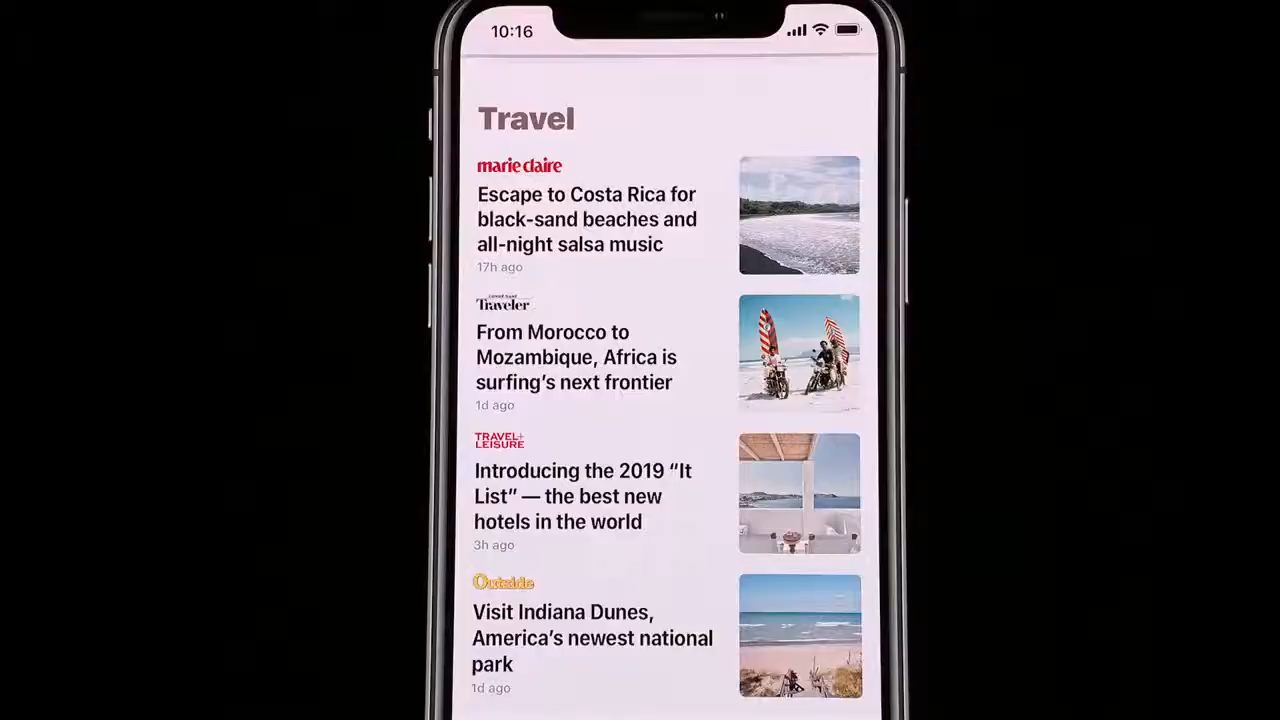 10:16
Travel
marie claire
Escape to Costa Rica for
black-sand beaches and
all-night salsa music
17h ago
Traveler
From Morocco to
Mozambique, Africa is
surfing’s next frontier
1d ago
TRAVEL+
LEISURE
Introducing the 2019 “It
List” — the best new
hotels in the world
3h ago
Outside
Visit Indiana Dunes,
America’s newest national
park
1d ago